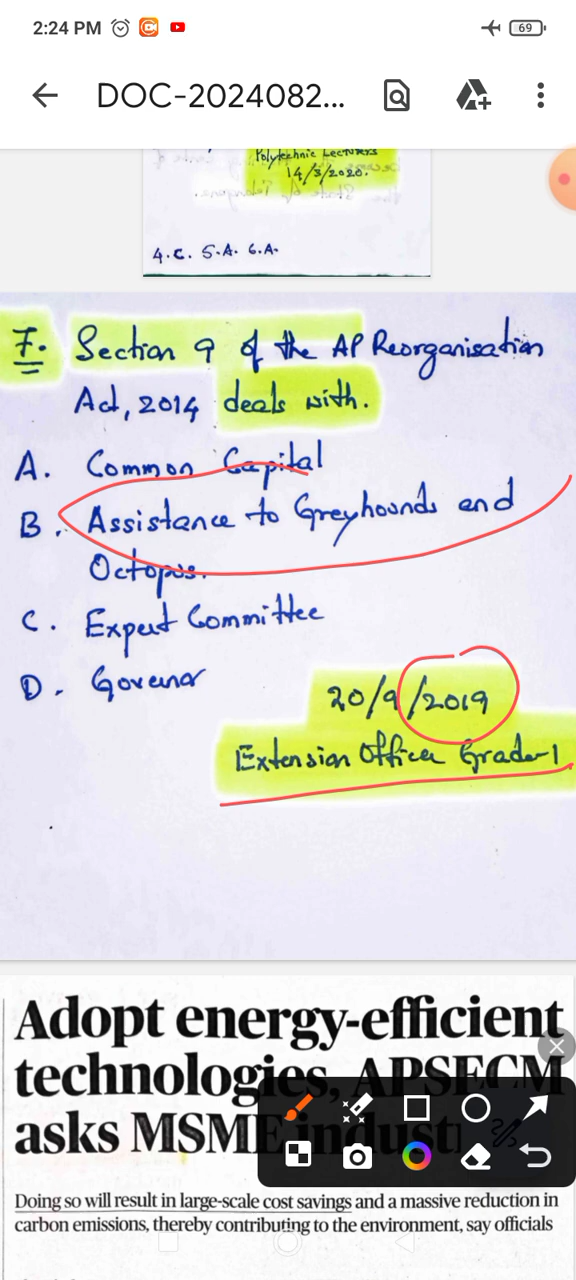 2:24 PM
69
DOC-2024082...
Polytechnic Lecturers
14/3/2020.
4.C. 5.A. 6.A.
7. Section 9 of the AP Reorganisation
Act, 2014 deals with.
A. Common Capital
B. Assistance to Greyhounds and
Octopus.
C. Expert Committee
D. Govenor
20/9/2019
Extension Officer Grade-1
Adopt energy-efficient
technologies, APSECM
asks MSME indust
Doing so will result in large-scale cost savings and a massive reduction in
carbon emissions, thereby contributing to the environment, say officials